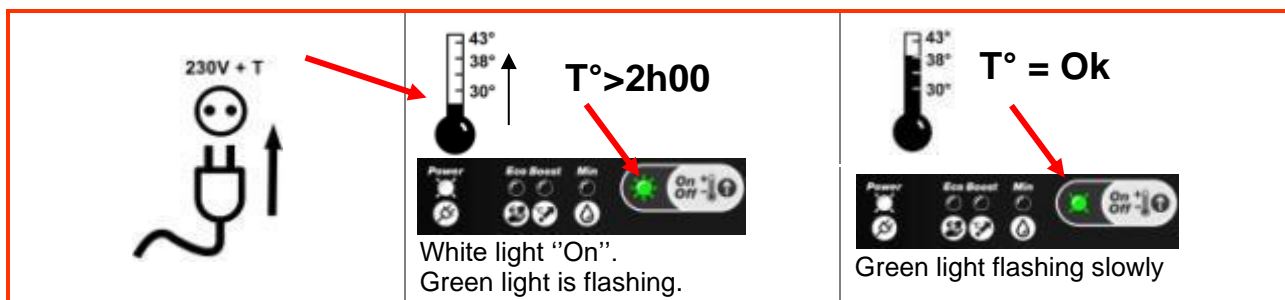 230V + T
43°
38°
30°
T°>2h00
Power
Eco Boost
Min
On
Off
+
-
White light ‘’On’’.
Green light is flashing.
43°
38°
30°
T° = Ok
Power
Eco Boost
Min
On
Off
+
-
Green light flashing slowly